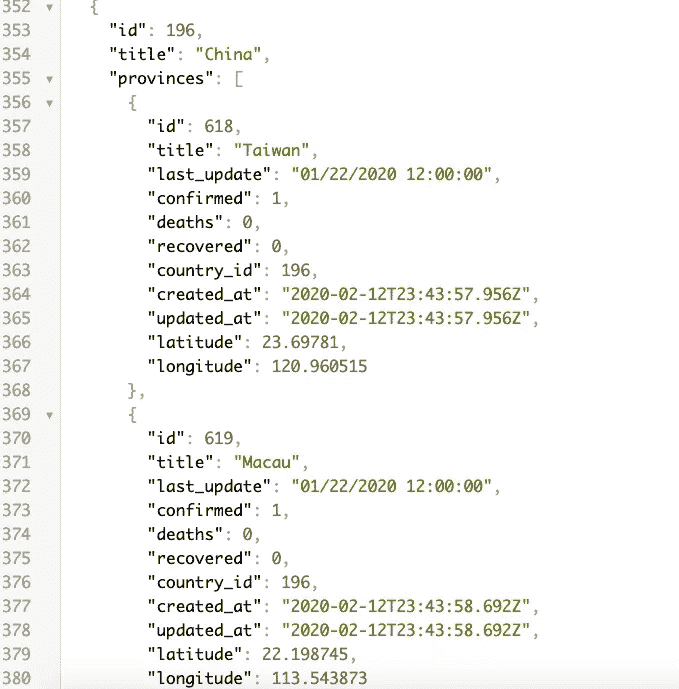 352 ▼ {
353 "id": 196,
354 "title": "China",
355 ▼ "provinces": [
356 ▼ {
357 "id": 618,
358 "title": "Taiwan",
359 "last_update": "01/22/2020 12:00:00",
360 "confirmed": 1,
361 "deaths": 0,
362 "recovered": 0,
363 "country_id": 196,
364 "created_at": "2020-02-12T23:43:57.956Z",
365 "updated_at": "2020-02-12T23:43:57.956Z",
366 "latitude": 23.69781,
367 "longitude": 120.960515
368 },
369 ▼ {
370 "id": 619,
371 "title": "Macau",
372 "last_update": "01/22/2020 12:00:00",
373 "confirmed": 1,
374 "deaths": 0,
375 "recovered": 0,
376 "country_id": 196,
377 "created_at": "2020-02-12T23:43:58.692Z",
378 "updated_at": "2020-02-12T23:43:58.692Z",
379 "latitude": 22.198745,
380 "longitude": 113.543873